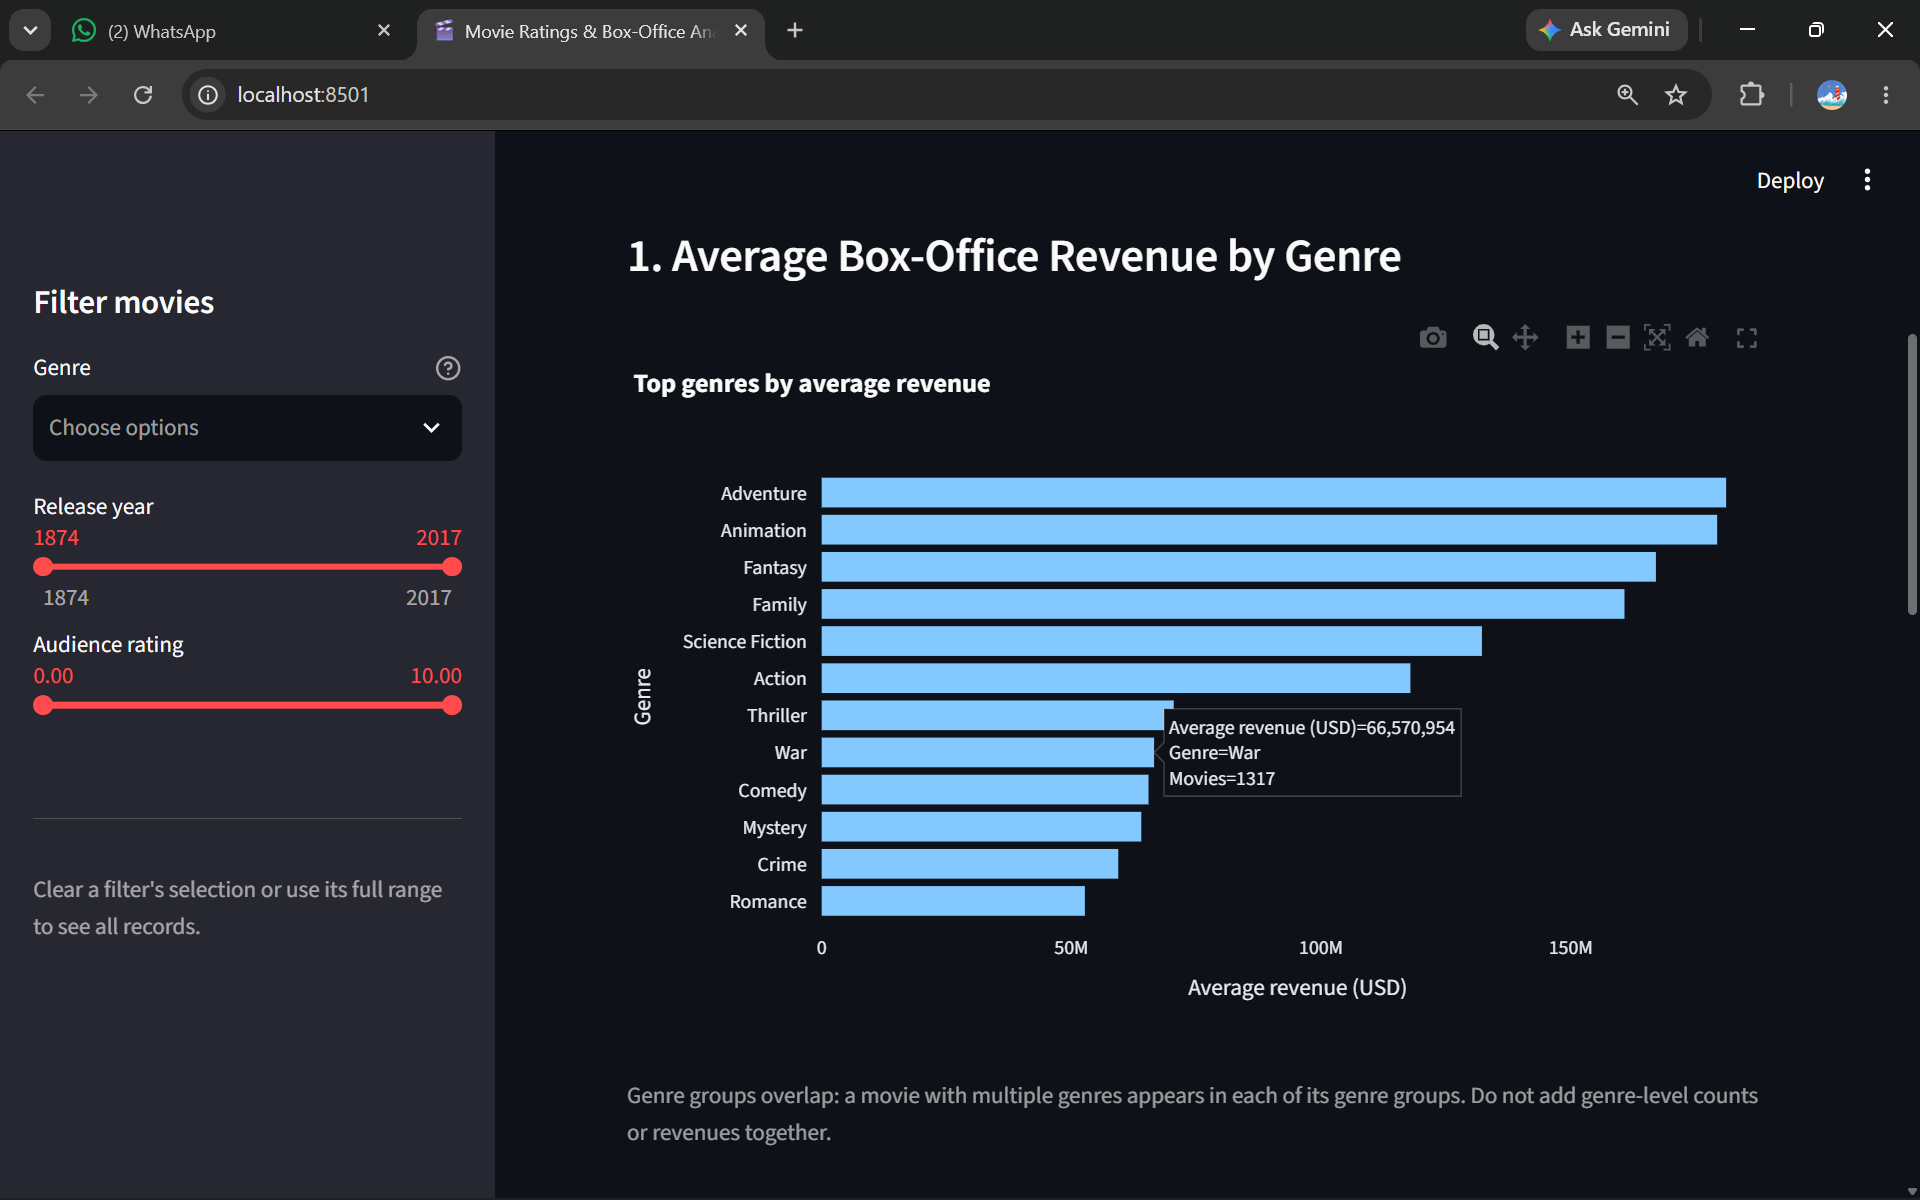 (2) WhatsApp
Movie Ratings & Box-Office An
Ask Gemini
localhost:8501
Deploy
Filter movies
Genre
Choose options
Release year
1874 2017
1874 2017
Audience rating
0.00 10.00
Clear a filter's selection or use its full range
to see all records.
1. Average Box-Office Revenue by Genre
Top genres by average revenue
Genre
Adventure
Animation
Fantasy
Family
Science Fiction
Action
Thriller
War
Comedy
Mystery
Crime
Romance
Average revenue (USD)=66,570,954
Genre=War
Movies=1317
0 50M 100M 150M
Average revenue (USD)
Genre groups overlap: a movie with multiple genres appears in each of its genre groups. Do not add genre-level counts
or revenues together.